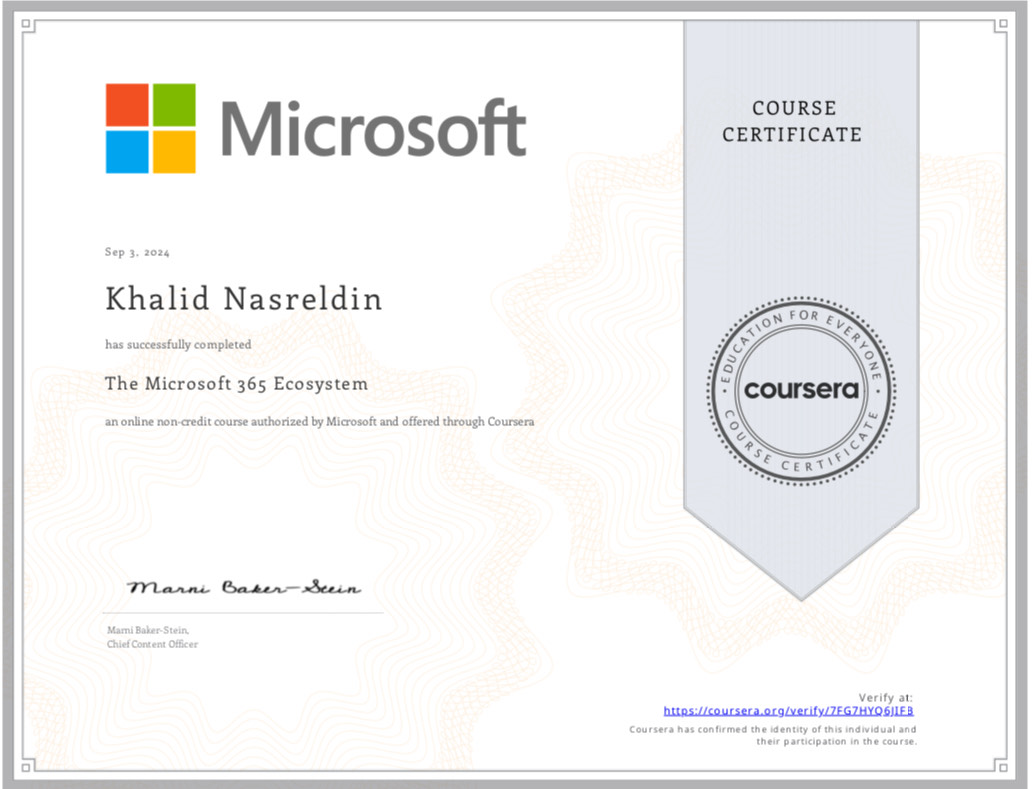 Microsoft
COURSE
CERTIFICATE
Sep 3, 2024
Khalid Nasreldin
has successfully completed
The Microsoft 365 Ecosystem
an online non-credit course authorized by Microsoft and offered through Coursera
EDUCATION FOR EVERYONE
coursera
COURSE CERTIFICATE
Marni Baker-Stein
Marni Baker-Stein,
Chief Content Officer
Verify at:
https://coursera.org/verify/7FG7HYQ6JIFB
Coursera has confirmed the identity of this individual and
their participation in the course.